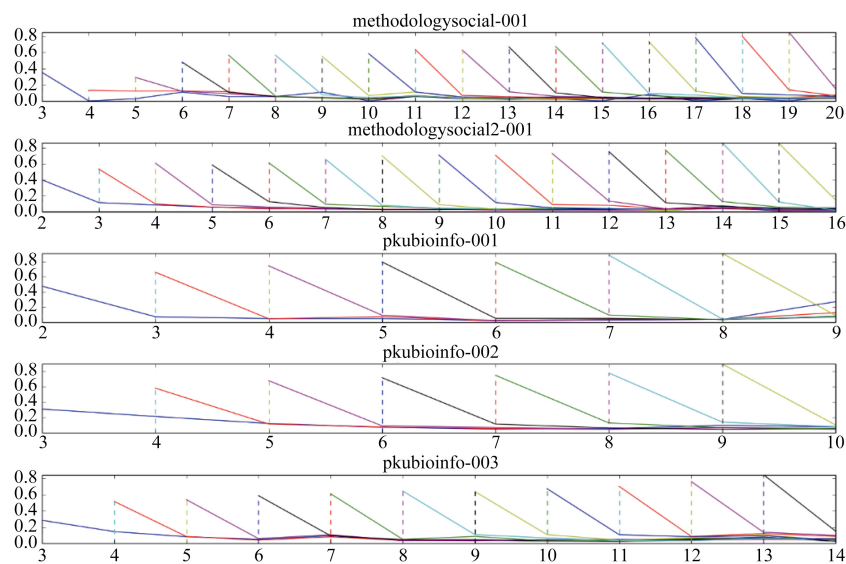 methodologysocial-001
0.8
0.6
0.4
0.2
0.0
3 4 5 6 7 8 9 10 11 12 13 14 15 16 17 18 19 20
methodologysocial2-001
0.8
0.6
0.4
0.2
0.0
2 3 4 5 6 7 8 9 10 11 12 13 14 15 16
pkubioinfo-001
0.8
0.6
0.4
0.2
0.0
2 3 4 5 6 7 8 9
pkubioinfo-002
0.8
0.6
0.4
0.2
0.0
3 4 5 6 7 8 9 10
pkubioinfo-003
0.8
0.6
0.4
0.2
0.0
3 4 5 6 7 8 9 10 11 12 13 14